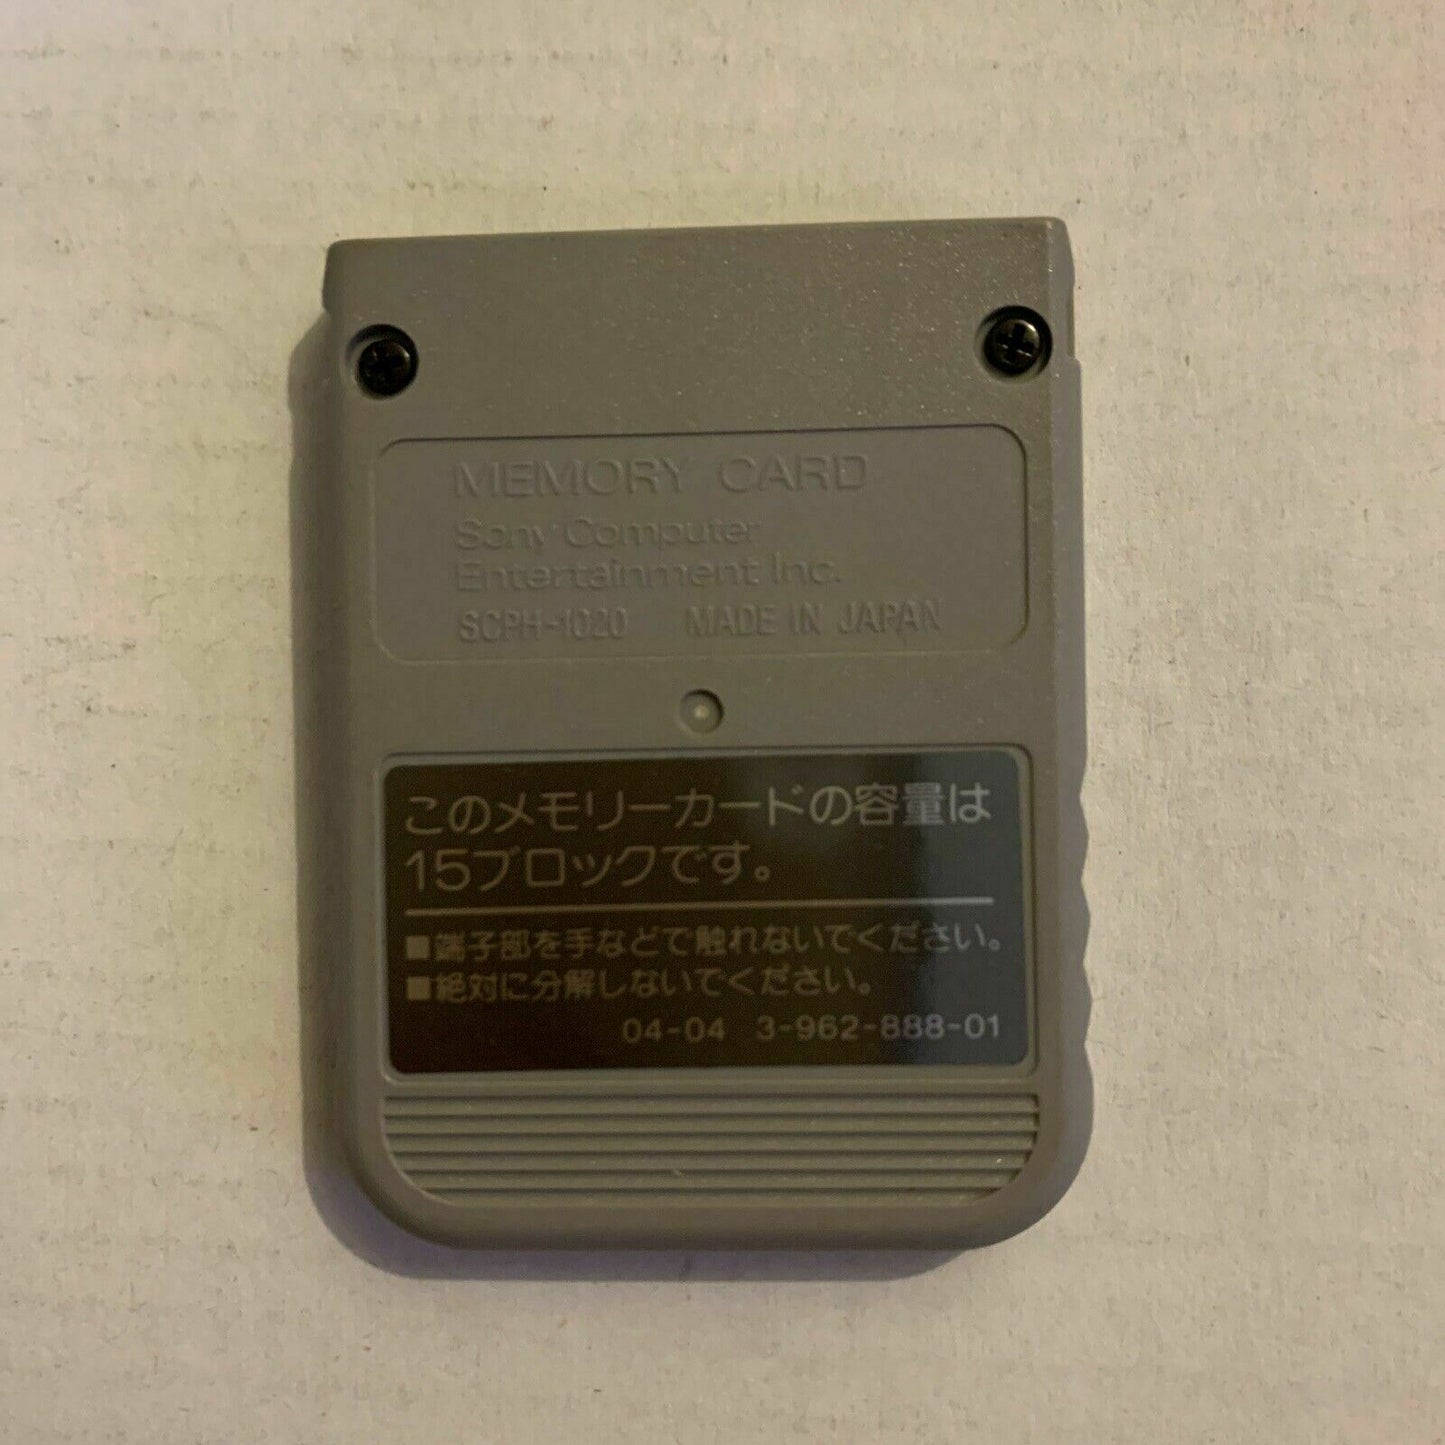 MEMORY CARD
Sony Computer
Entertainment Inc.
SCPH-1020 MADE IN JAPAN
このメモリーカードの容量は
15ブロックです。
■端子部を手などで触れないでください。
■絶対に分解しないでください。
04-04 3-962-888-01